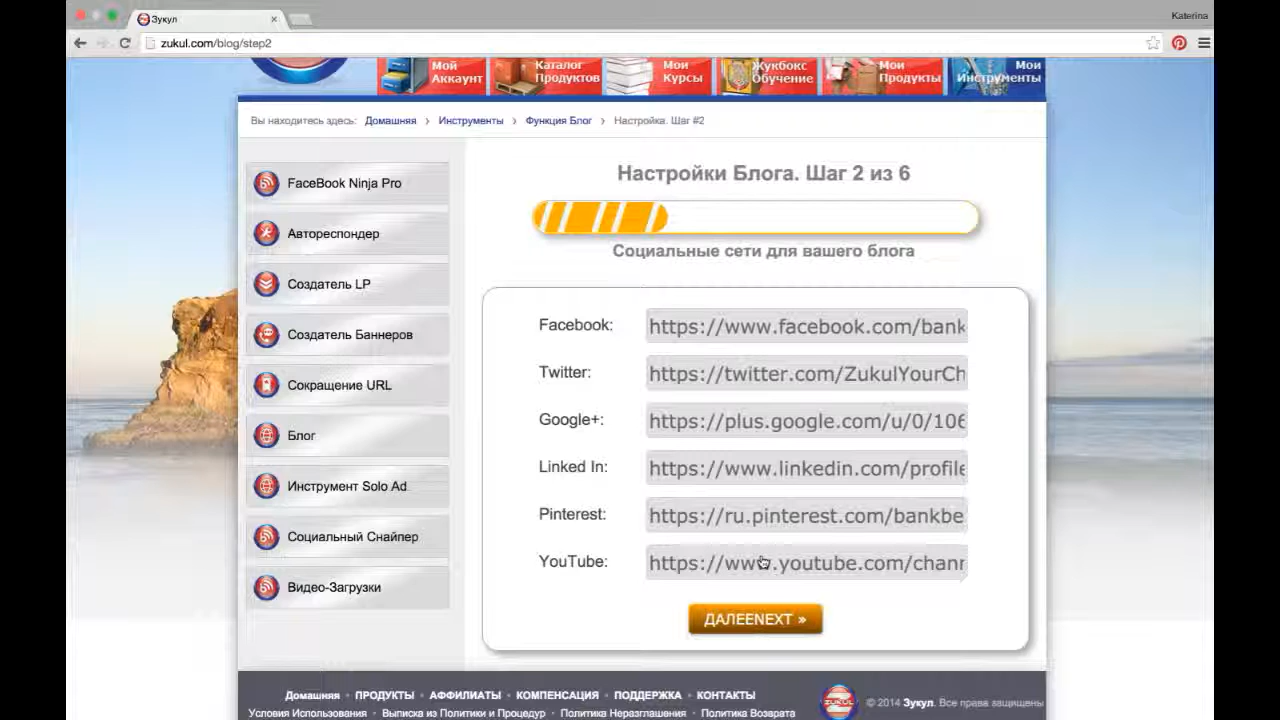 Зукул
Katerina
zukul.com/blog/step2
Мой Аккаунт
Каталог Продуктов
Мои Курсы
Жукбокс Обучение
Мои Продукты
Мои Инструменты
Вы находитесь здесь: Домашняя › Инструменты › Функция Блог › Настройка. Шаг #2
FaceBook Ninja Pro
Автореспондер
Создатель LP
Создатель Баннеров
Сокращение URL
Блог
Инструмент Solo Ad
Социальный Снайпер
Видео-Загрузки
Настройки Блога. Шаг 2 из 6
Социальные сети для вашего блога
Facebook: https://www.facebook.com/bank
Twitter: https://twitter.com/ZukulYourCh
Google+: https://plus.google.com/u/0/106
Linked In: https://www.linkedin.com/profile
Pinterest: https://ru.pinterest.com/bankbe
YouTube: https://www.youtube.com/chanr
ДАЛЕЕNEXT »
Домашняя • ПРОДУКТЫ • АФФИЛИАТЫ • КОМПЕНСАЦИЯ • ПОДДЕРЖКА • КОНТАКТЫ
Условия Использования • Выписка из Политики и Процедур • Политика Неразглашения • Политика Возврата
ZUKUL
© 2014 Зукул. Все права защищены